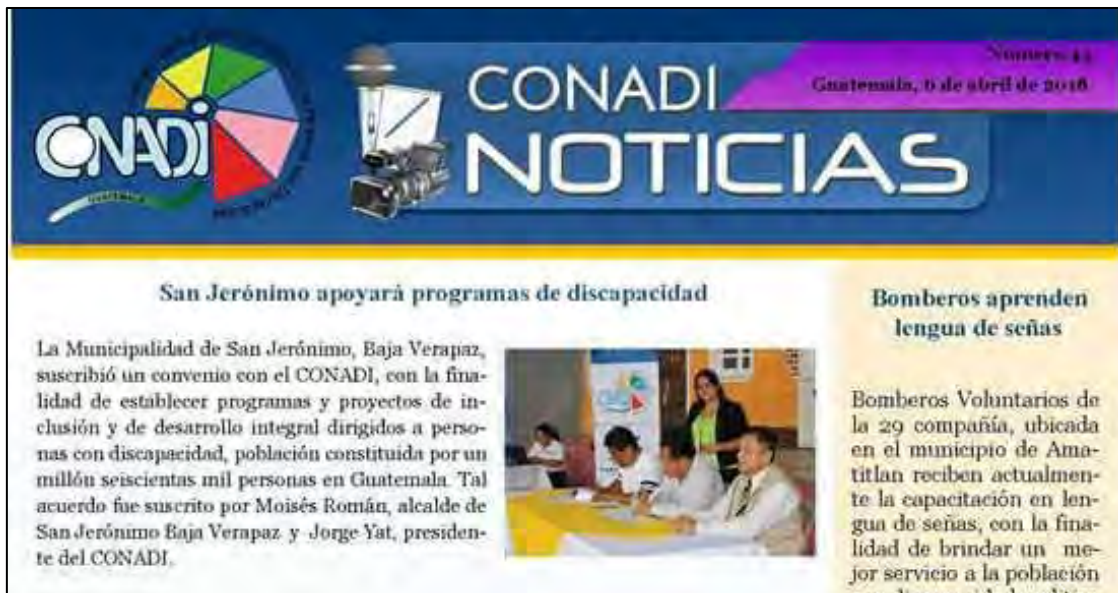 CONADI
GUATEMALA
CONADI
NOTICIAS
Número 43
Guatemala, 6 de abril de 2016
San Jerónimo apoyará programas de discapacidad
La Municipalidad de San Jerónimo, Baja Verapaz,
suscribió un convenio con el CONADI, con la fina-
lidad de establecer programas y proyectos de in-
clusión y de desarrollo integral dirigidos a perso-
nas con discapacidad, población constituida por un
millón seiscientas mil personas en Guatemala. Tal
acuerdo fue suscrito por Moisés Román, alcalde de
San Jerónimo Baja Verapaz y Jorge Yat, presiden-
te del CONADI.
Bomberos aprenden
lengua de señas
Bomberos Voluntarios de
la 29 compañía, ubicada
en el municipio de Ama-
titlan reciben actualmen-
te la capacitación en len-
gua de señas, con la fina-
lidad de brindar un me-
jor servicio a la población